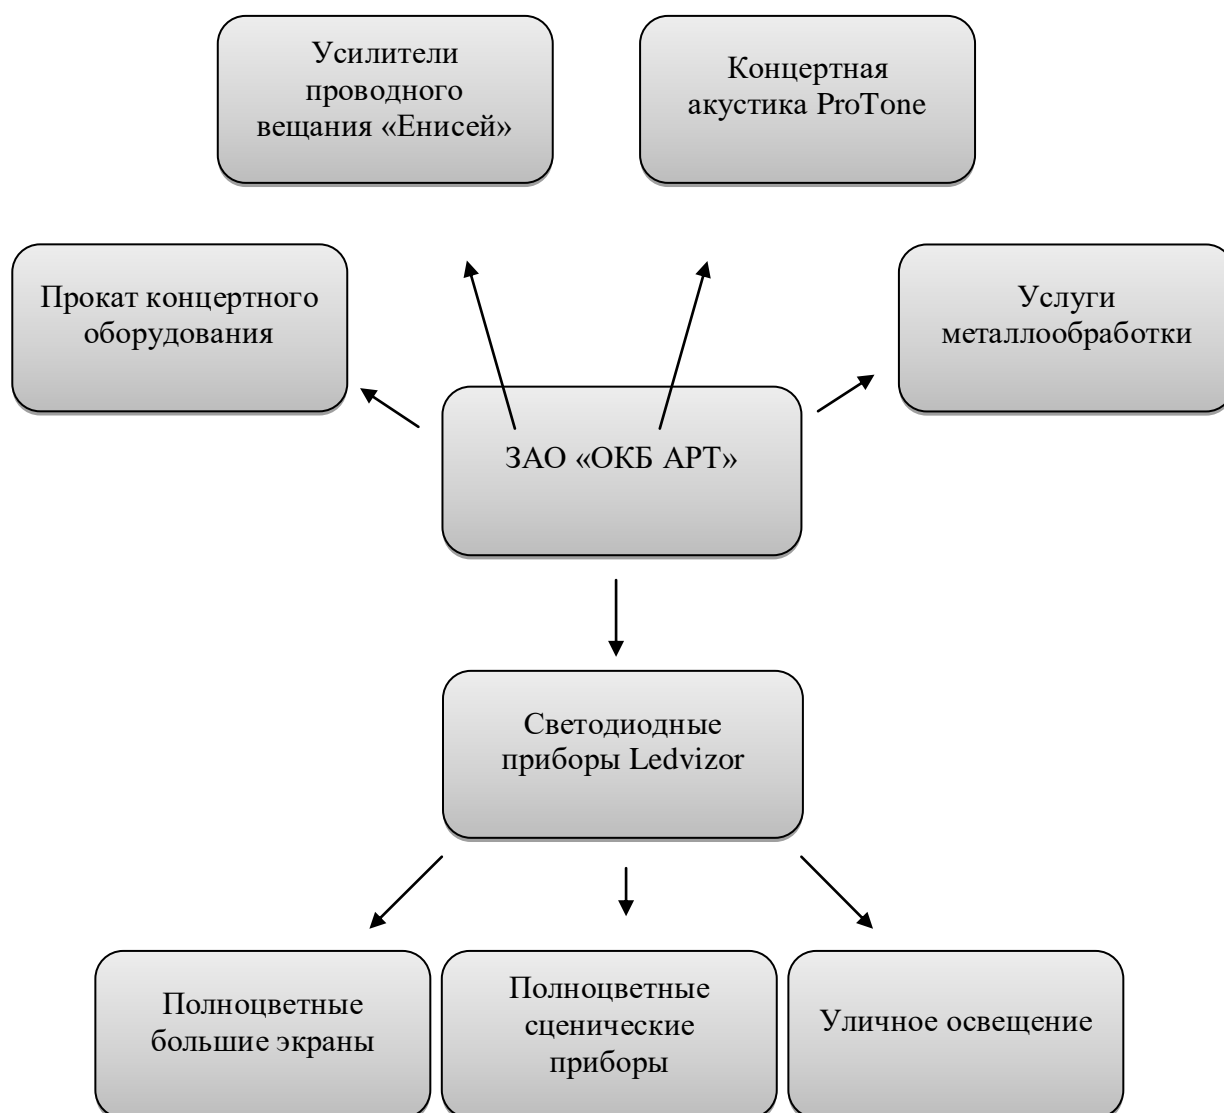 Усилители
проводного
вещания «Енисей»
Концертная
акустика ProTone
Прокат концертного
оборудования
Услуги
металлообработки
ЗАО «ОКБ АРТ»
Светодиодные
приборы Ledvizor
Полноцветные
большие экраны
Полноцветные
сценические
приборы
Уличное освещение